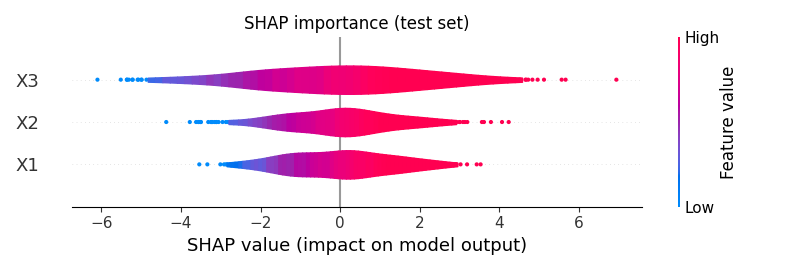 SHAP importance (test set)
High
X3
X2
X1
Feature value
Low
−6 −4 −2 0 2 4 6
SHAP value (impact on model output)